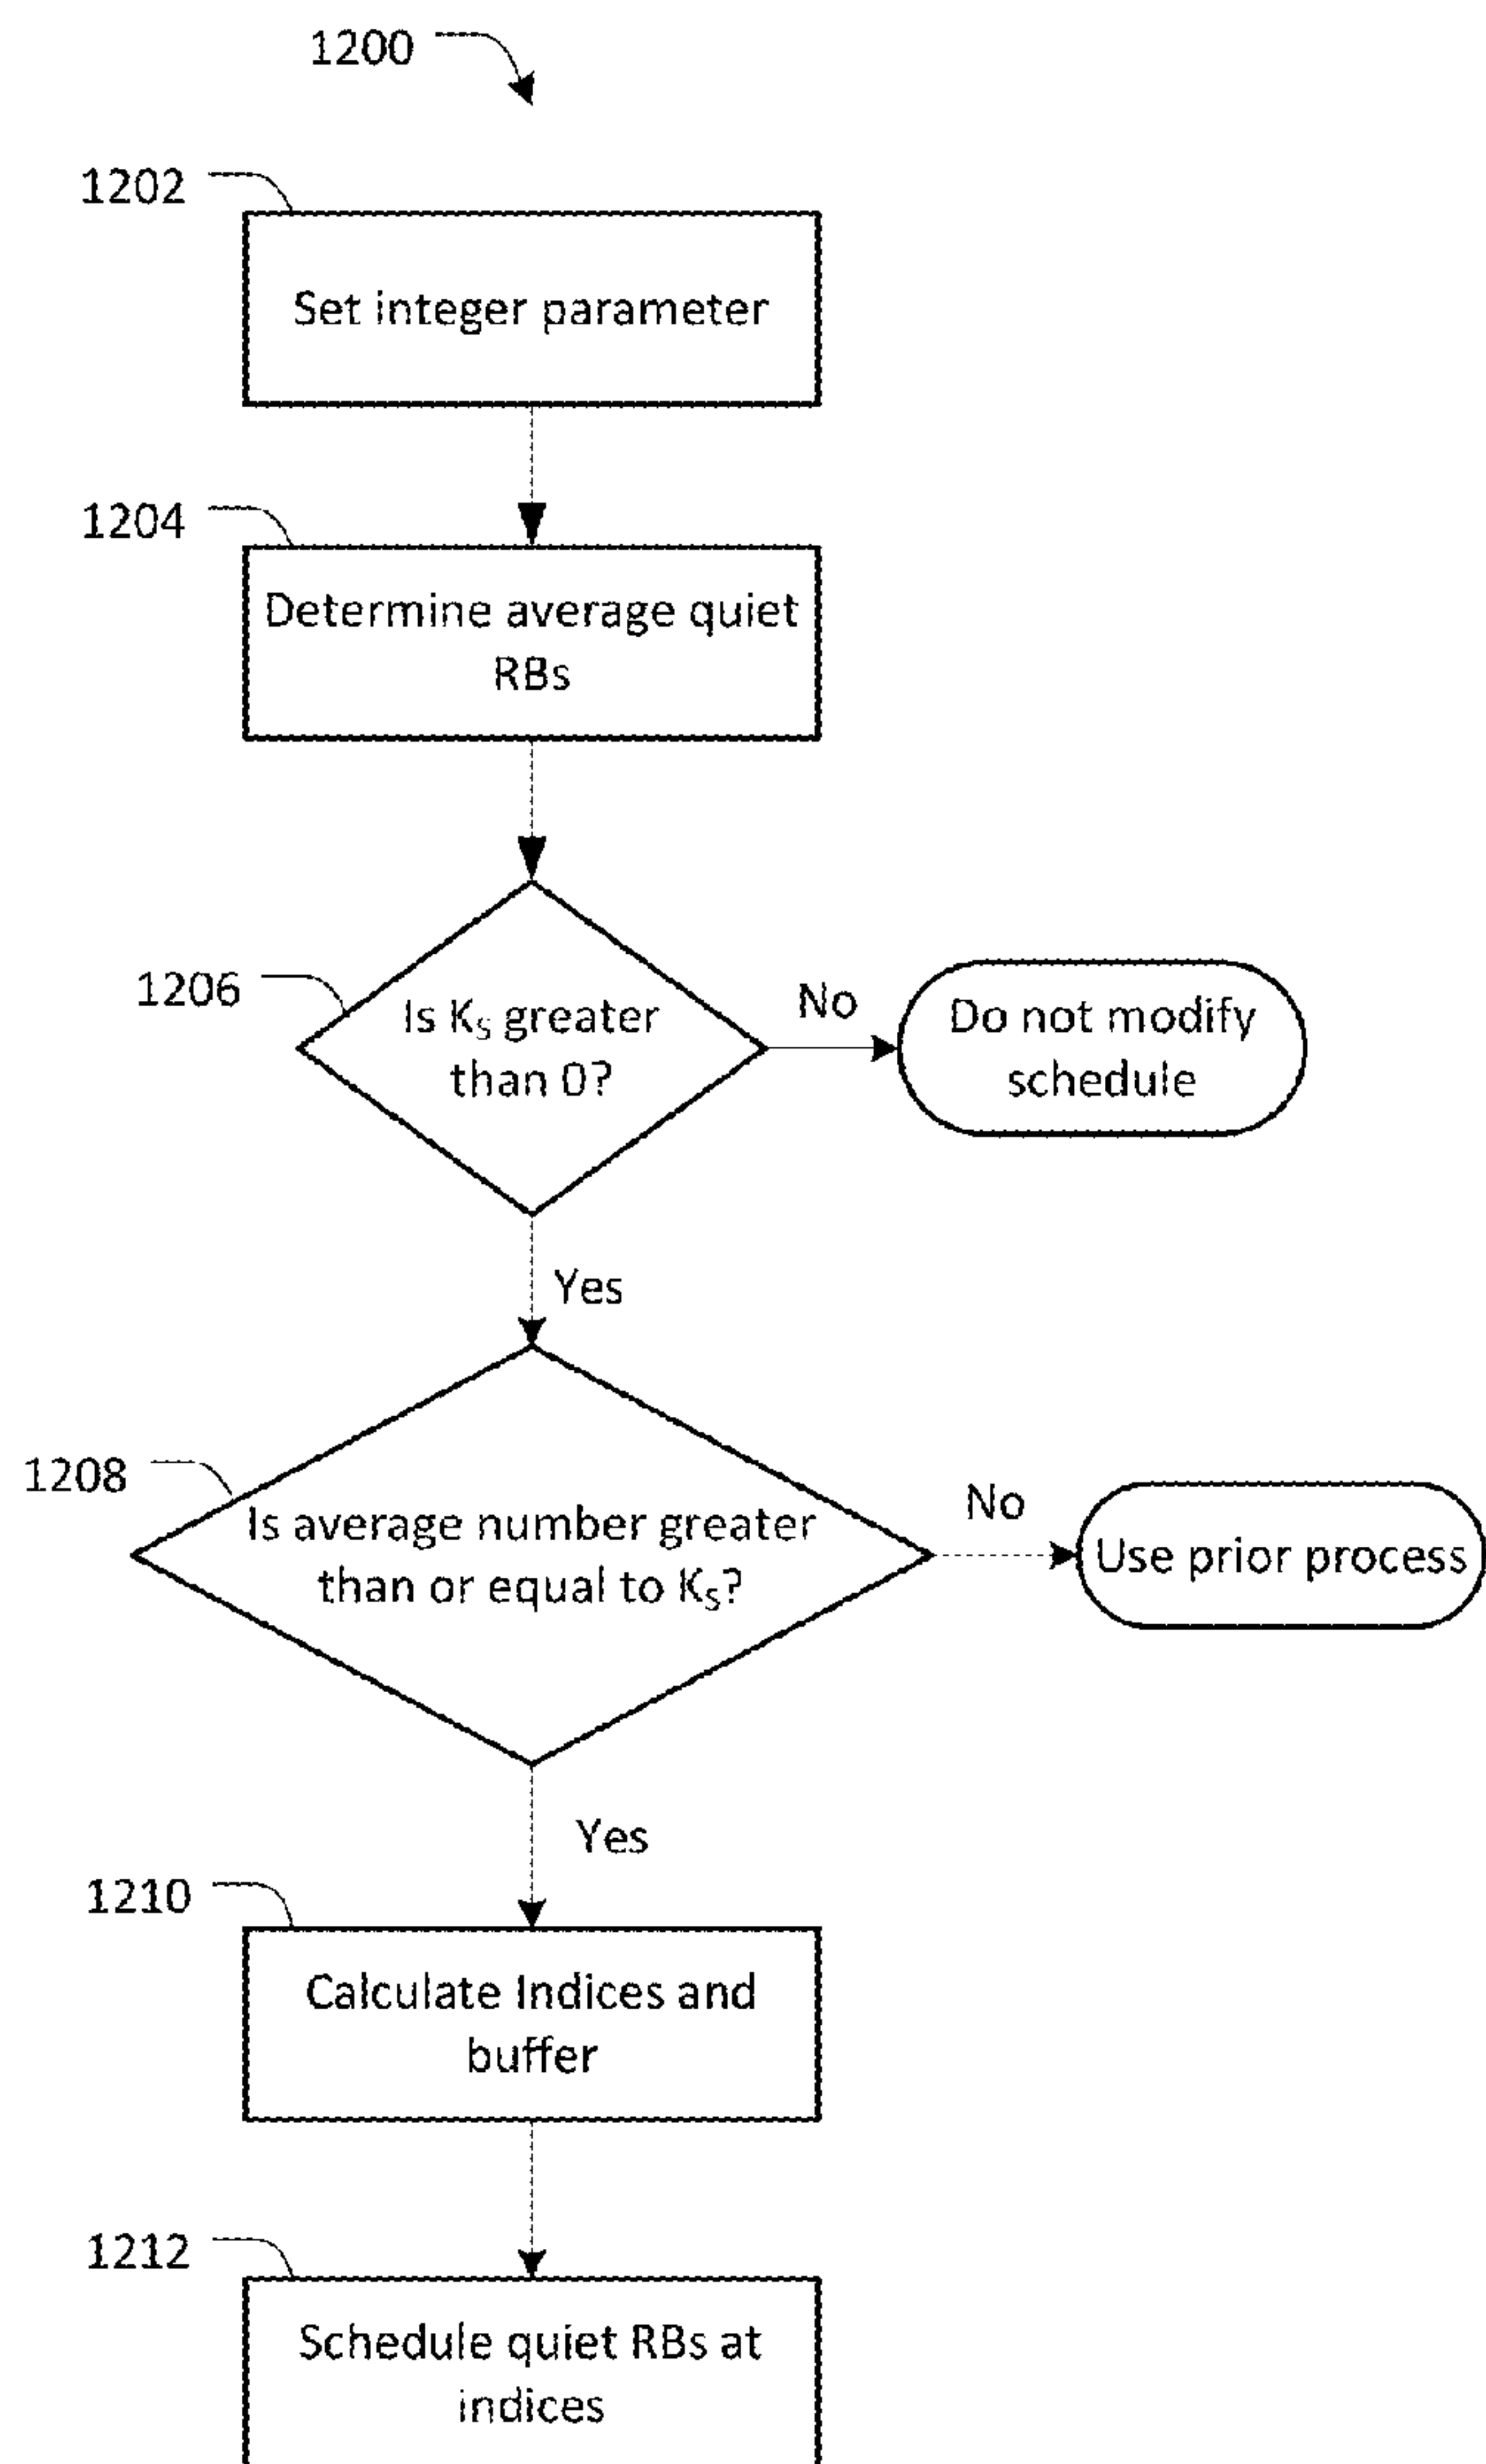 1200
1202
Set integer parameter
1204
Determine average quiet
RBs
1206
Is K_S greater
than 0?
No
Do not modify
schedule
Yes
1208
Is average number greater
than or equal to K_S?
No
Use prior process
Yes
1210
Calculate Indices and
buffer
1212
Schedule quiet RBs at
indices